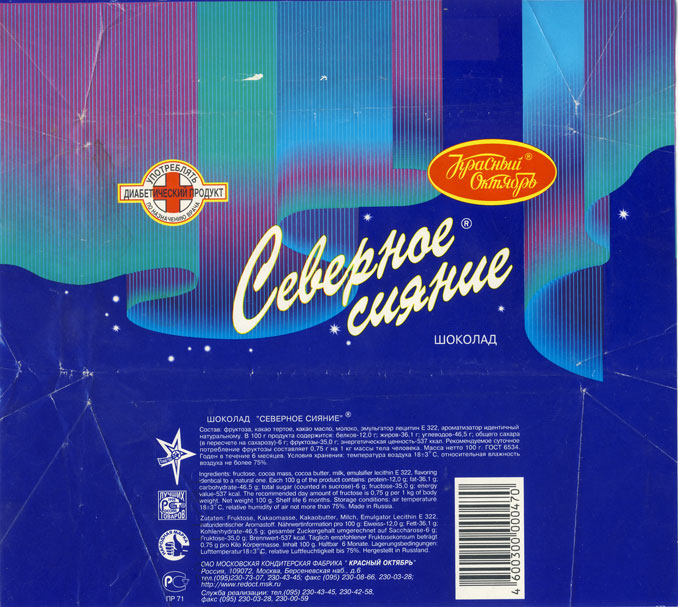 Красный ®
Октябрь
УПОТРЕБЛЯТЬ
ДИАБЕТИЧЕСКИЙ ПРОДУКТ
ПО НАЗНАЧЕНИЮ ВРАЧА
Северное ®
сияние
ШОКОЛАД
ШОКОЛАД "СЕВЕРНОЕ СИЯНИЕ" ®
Состав: фруктоза, какао тертое, какао масло, молоко, эмульгатор лецитин Е 322, ароматизатор идентичный
натуральному. В 100 г продукта содержится: белков-12,0 г; жиров-36,1 г; углеводов-46,5 г; общего сахара
(в пересчете на сахарозу)-6 г; фруктозы-35,0 г; энергетическая ценность-537 ккал. Рекомендуемое суточное
потребление фруктозы составляет 0,75 г на 1 кг массы тела человека. Масса нетто 100 г. ГОСТ 6534.
Годен в течение 6 месяцев. Условия хранения: температура воздуха 18±3˚С, относительная влажность
воздуха не более 75%.
Ingredients: fructose, cocoa mass, cocoa butter, milk, emulsifier lecithin E 322, flavoring
identical to a natural one. Each 100 g of the product contains: protein-12,0 g; fat-36,1 g;
carbohydrate-46,5 g; total sugar (counted in sucrose)-6 g; fructose-35,0 g; energy
value-537 kcal. The recommended day amount of fructose is 0,75 g per 1 kg of body
weight. Net weight 100 g. Shelf life 6 months. Storage conditions: air temperature
18±3˚C, relative humidity of air not more than 75%. Made in Russia.
Zutaten: Fruktose, Kakaomasse, Kakaobutter, Milch, Emulgator Lecithin E 322,
naturidentischer Aromastoff. Nährwertinformation pro 100 g: Eiweiss-12,0 g; Fett-36,1 g;
Kohlenhydrate-46,5 g; gesamter Zuckergehalt umgerechnet auf Saccharose-6 g;
Fruktose-35,0 g; Brennwert-537 kcal. Täglich empfohlener Fruktosekonsum beträgt
0,75 g pro Kilo Körpermasse. Inhalt 100 g. Haltbar 6 Monate. Lagerungsbedingungen:
Lufttemperatur18±3˚C, relative Luftfeuchtigkeit bis 75%. Hergestellt in Russland.
ЛУЧШИХ
ТОВАРОВ
ПР 71
ОАО МОСКОВСКАЯ КОНДИТЕРСКАЯ ФАБРИКА " КРАСНЫЙ ОКТЯБРЬ"
Россия, 109072, Москва, Берсеневская наб., д.6
тел.(095)230-73-07, 230-43-45; факс (095) 230-08-66, 230-03-28;
http://www.redoct.msk.ru
Служба реализации: тел.(095) 230-43-45, 230-42-58,
факс (095) 230-03-28, 230-00-59
4 600300 000470